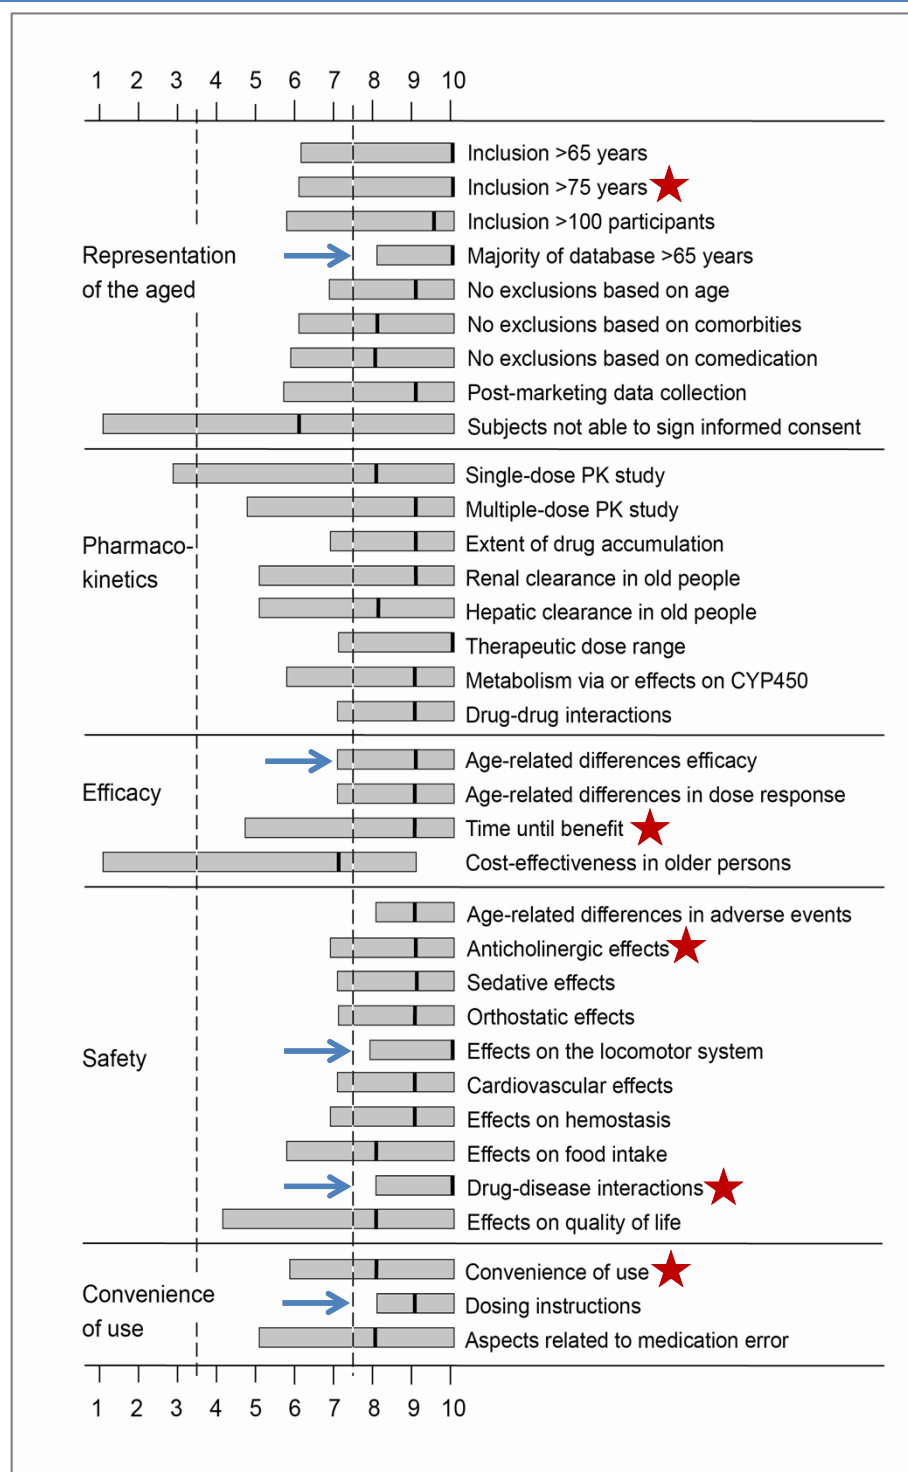 1 2 3 4 5 6 7 8 9 10
Inclusion >65 years
Inclusion >75 years
Inclusion >100 participants
Representation
of the aged
Majority of database >65 years
No exclusions based on age
No exclusions based on comorbities
No exclusions based on comedication
Post-marketing data collection
Subjects not able to sign informed consent
Single-dose PK study
Multiple-dose PK study
Pharmaco-
kinetics
Extent of drug accumulation
Renal clearance in old people
Hepatic clearance in old people
Therapeutic dose range
Metabolism via or effects on CYP450
Drug-drug interactions
Efficacy
Age-related differences efficacy
Age-related differences in dose response
Time until benefit
Cost-effectiveness in older persons
Age-related differences in adverse events
Anticholinergic effects
Sedative effects
Orthostatic effects
Safety
Effects on the locomotor system
Cardiovascular effects
Effects on hemostasis
Effects on food intake
Drug-disease interactions
Effects on quality of life
Convenience
of use
Convenience of use
Dosing instructions
Aspects related to medication error
1 2 3 4 5 6 7 8 9 10